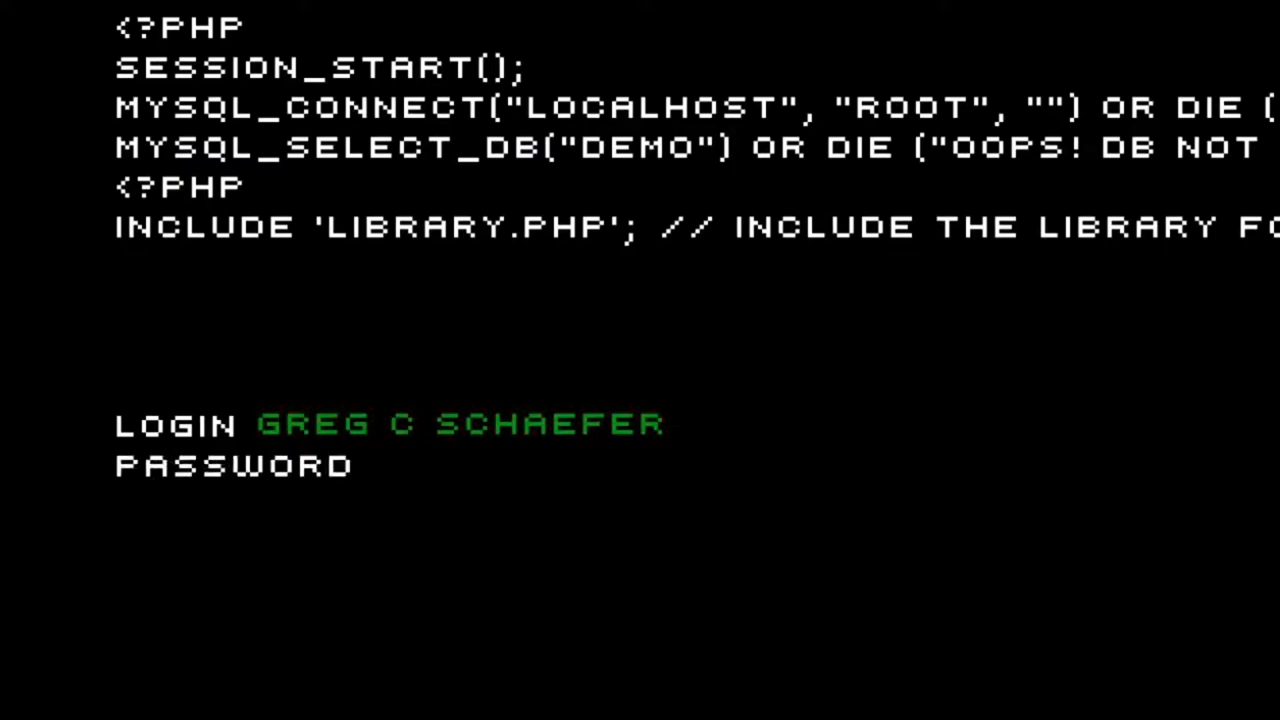 <?PHP
SESSION_START();
MYSQL_CONNECT("LOCALHOST", "ROOT", "") OR DIE (
MYSQL_SELECT_DB("DEMO") OR DIE ("OOPS! DB NOT
<?PHP
INCLUDE 'LIBRARY.PHP'; // INCLUDE THE LIBRARY FO
LOGIN GREG C SCHAEFER
PASSWORD